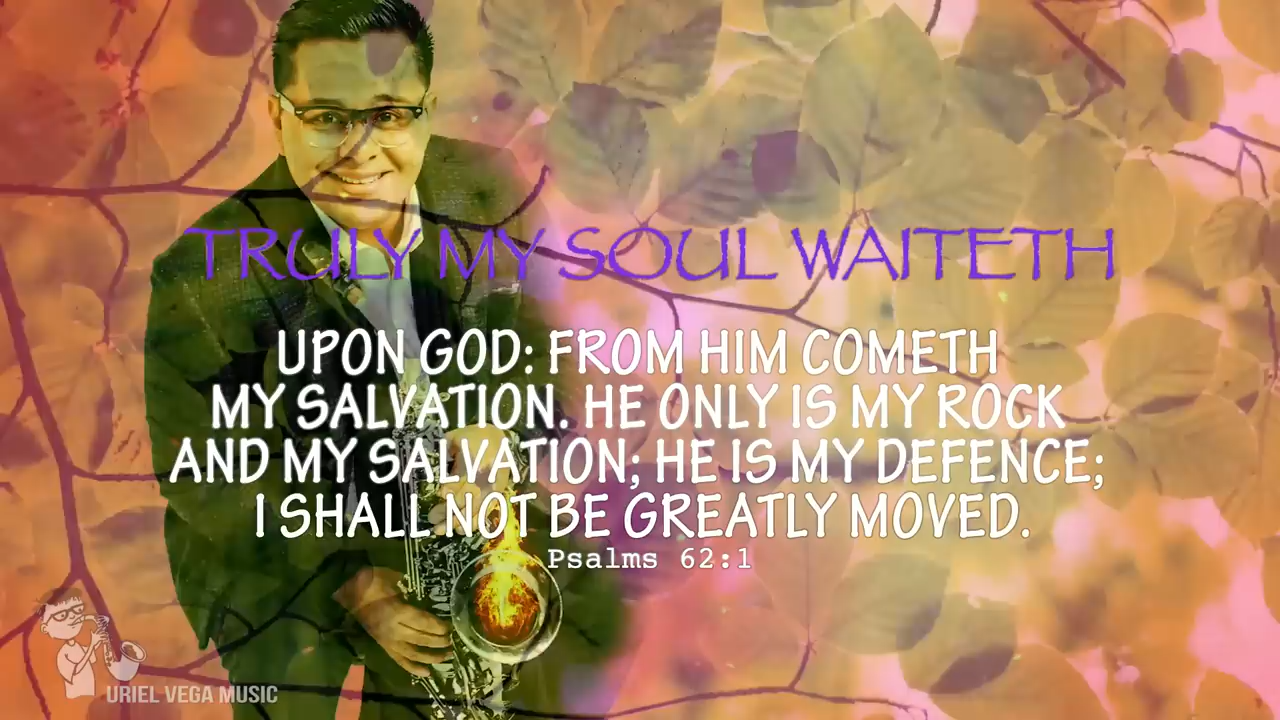 TRULY MY SOUL WAITETH
UPON GOD: FROM HIM COMETH
MY SALVATION. HE ONLY IS MY ROCK
AND MY SALVATION; HE IS MY DEFENCE;
I SHALL NOT BE GREATLY MOVED.
Psalms 62:1
URIEL VEGA MUSIC